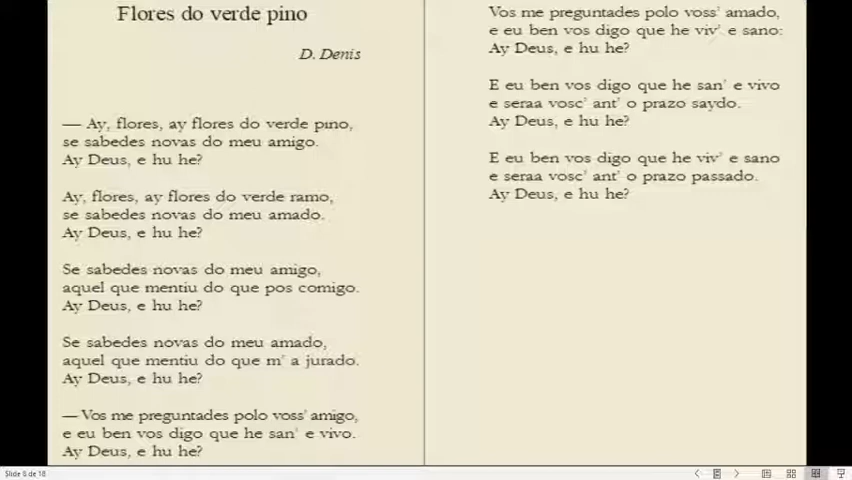 Flores do verde pino
D. Denis
— Ay, flores, ay flores do verde pino,
se sabedes novas do meu amigo.
Ay Deus, e hu he?
Ay, flores, ay flores do verde ramo,
se sabedes novas do meu amado.
Ay Deus, e hu he?
Se sabedes novas do meu amigo,
aquel que mentiu do que pos comigo.
Ay Deus, e hu he?
Se sabedes novas do meu amado,
aquel que mentiu do que m' a jurado.
Ay Deus, e hu he?
— Vos me preguntades polo voss' amigo,
e eu ben vos digo que he san' e vivo.
Ay Deus, e hu he?
Vos me preguntades polo voss' amado,
e eu ben vos digo que he viv' e sano:
Ay Deus, e hu he?
E eu ben vos digo que he san' e vivo
e seraa vosc' ant' o prazo saydo.
Ay Deus, e hu he?
E eu ben vos digo que he viv' e sano
e seraa vosc' ant' o prazo passado.
Ay Deus, e hu he?
Slide 8 de 18